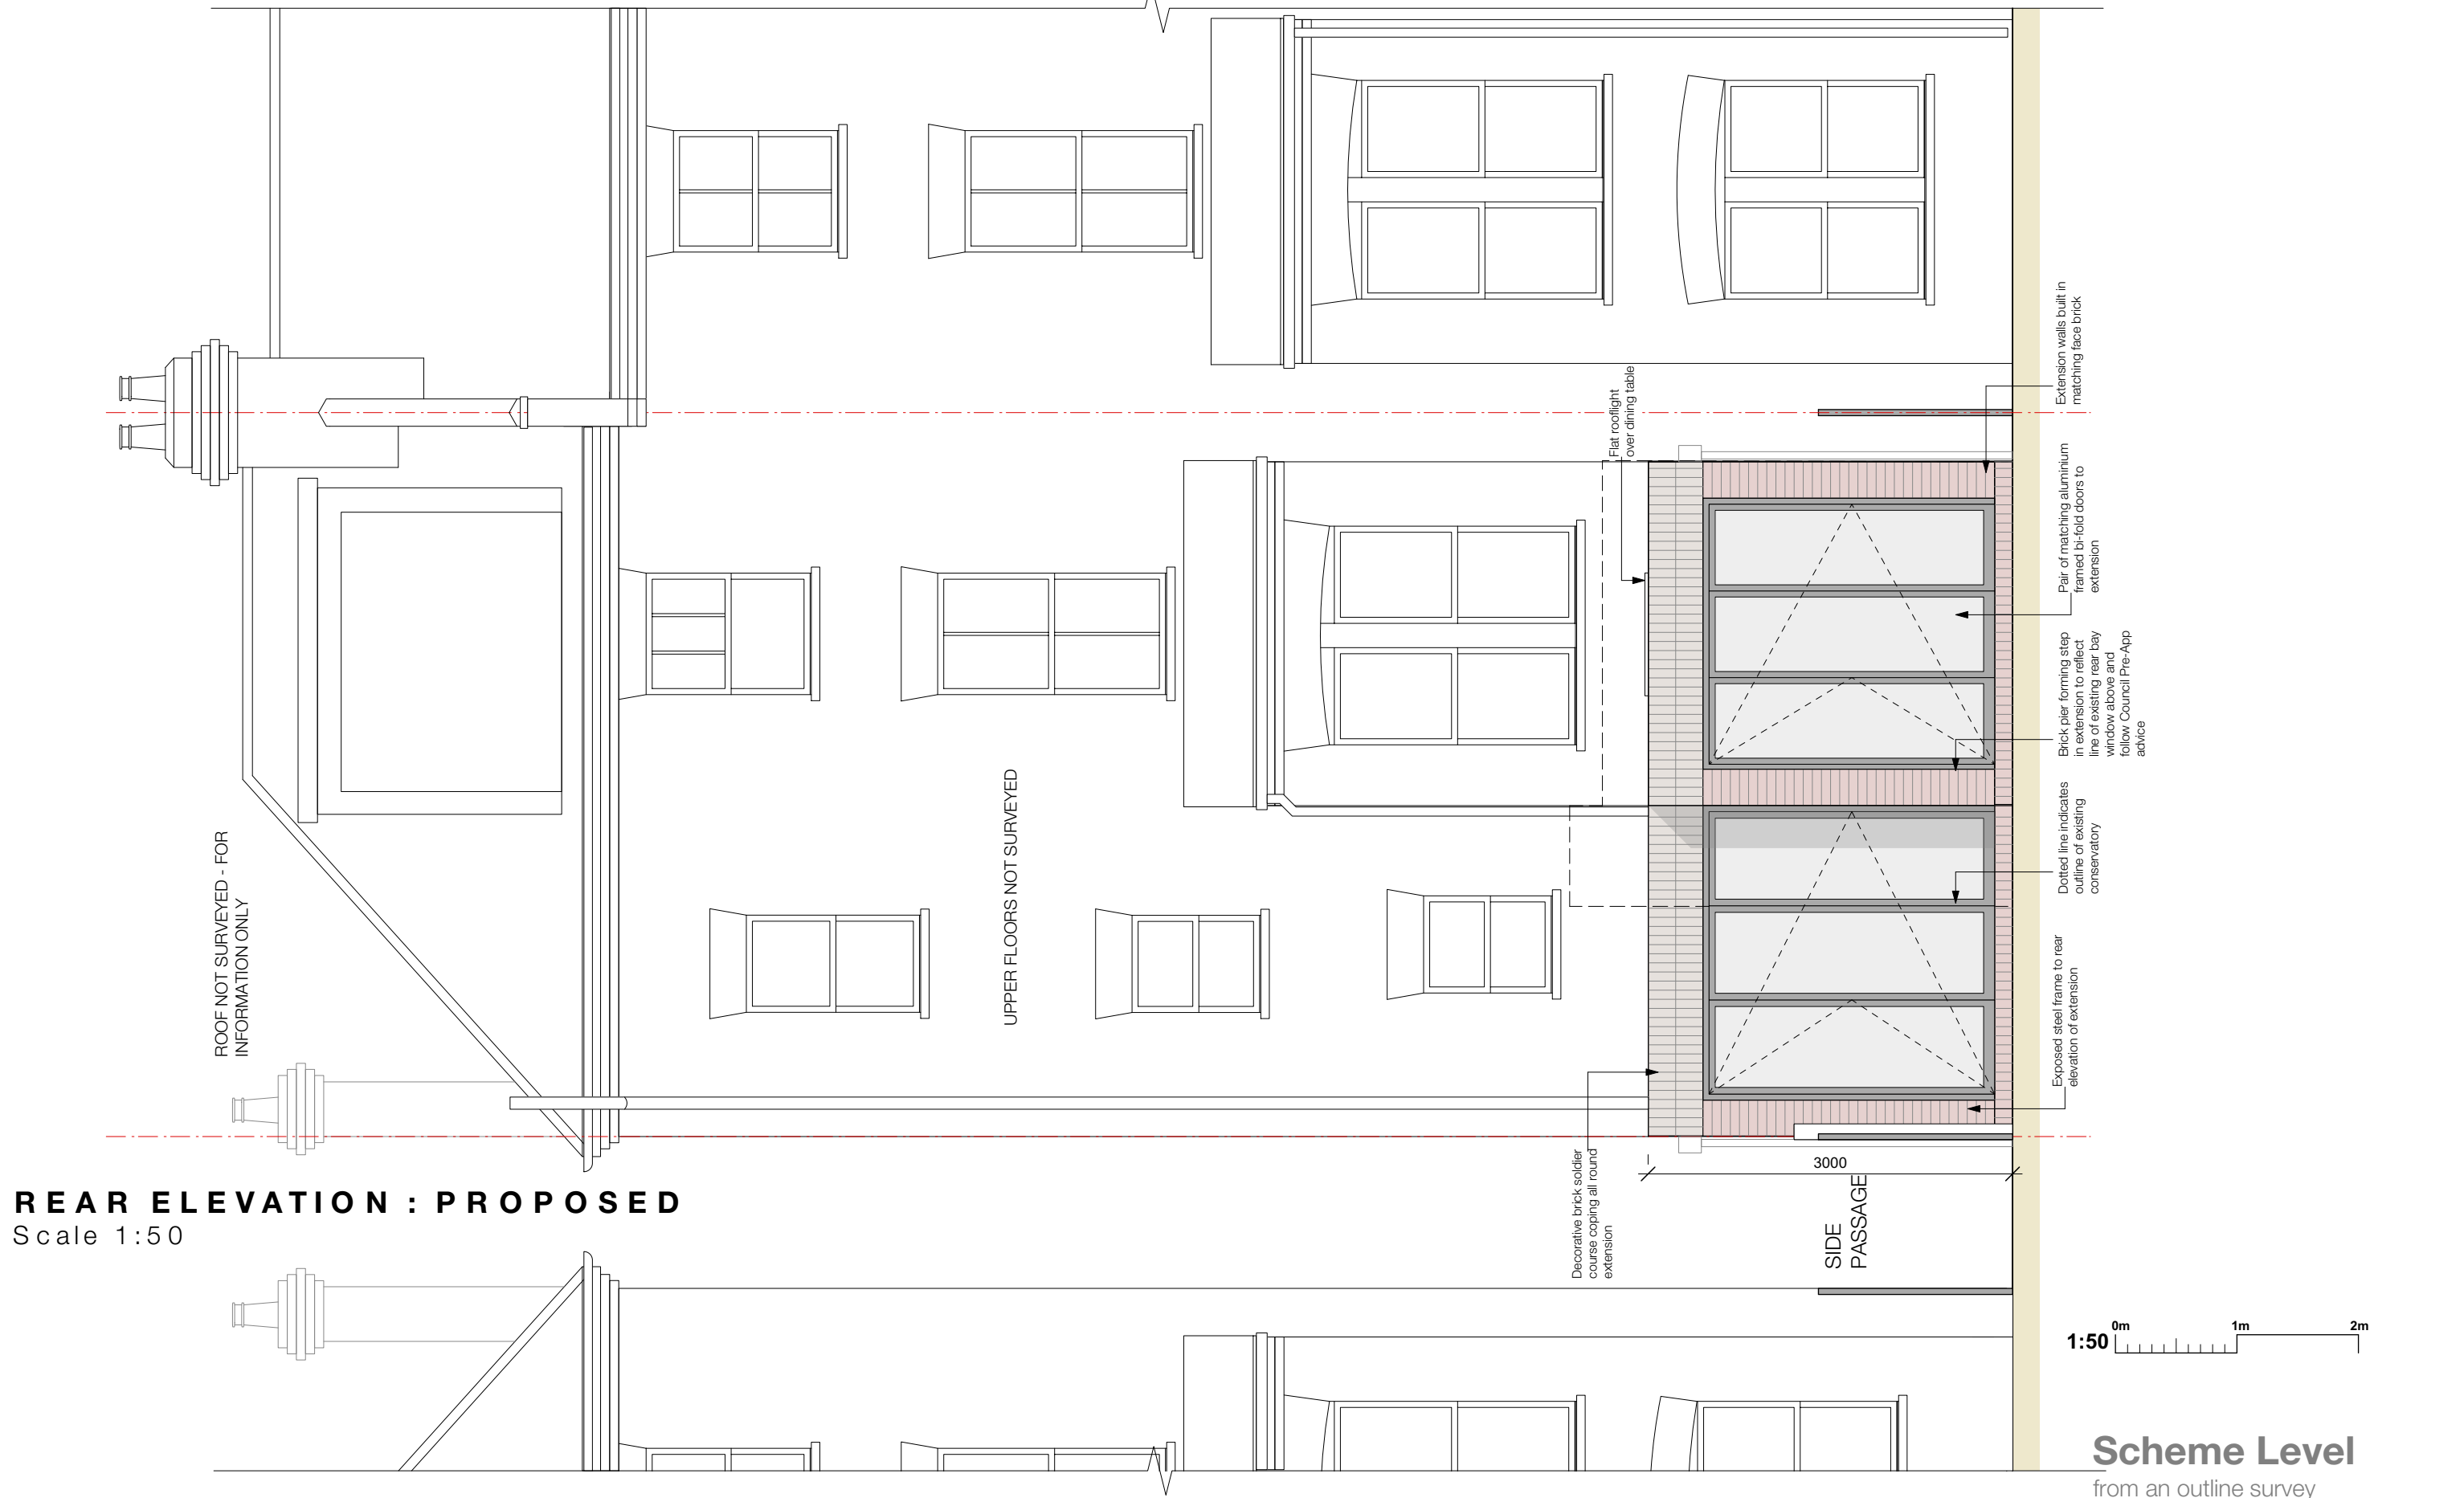 ROOF NOT SURVEYED - FOR
INFORMATION ONLY
UPPER FLOORS NOT SURVEYED
Flat rooflight
over dining table
Extension walls built in
matching face brick
Pair of matching aluminium
framed bi-fold doors to
extension
Brick pier forming step
in extension to reflect
line of existing rear bay
window above and
follow Council Pre-App
advice
Dotted line indicates
outline of existing
conservatory
Exposed steel frame to rear
elevation of extension
Decorative brick soldier
course coping all round
extension
3000
SIDE
PASSAGE
REAR ELEVATION : PROPOSED
Scale 1:50
1:50
0m
1m
2m
Scheme Level
from an outline survey